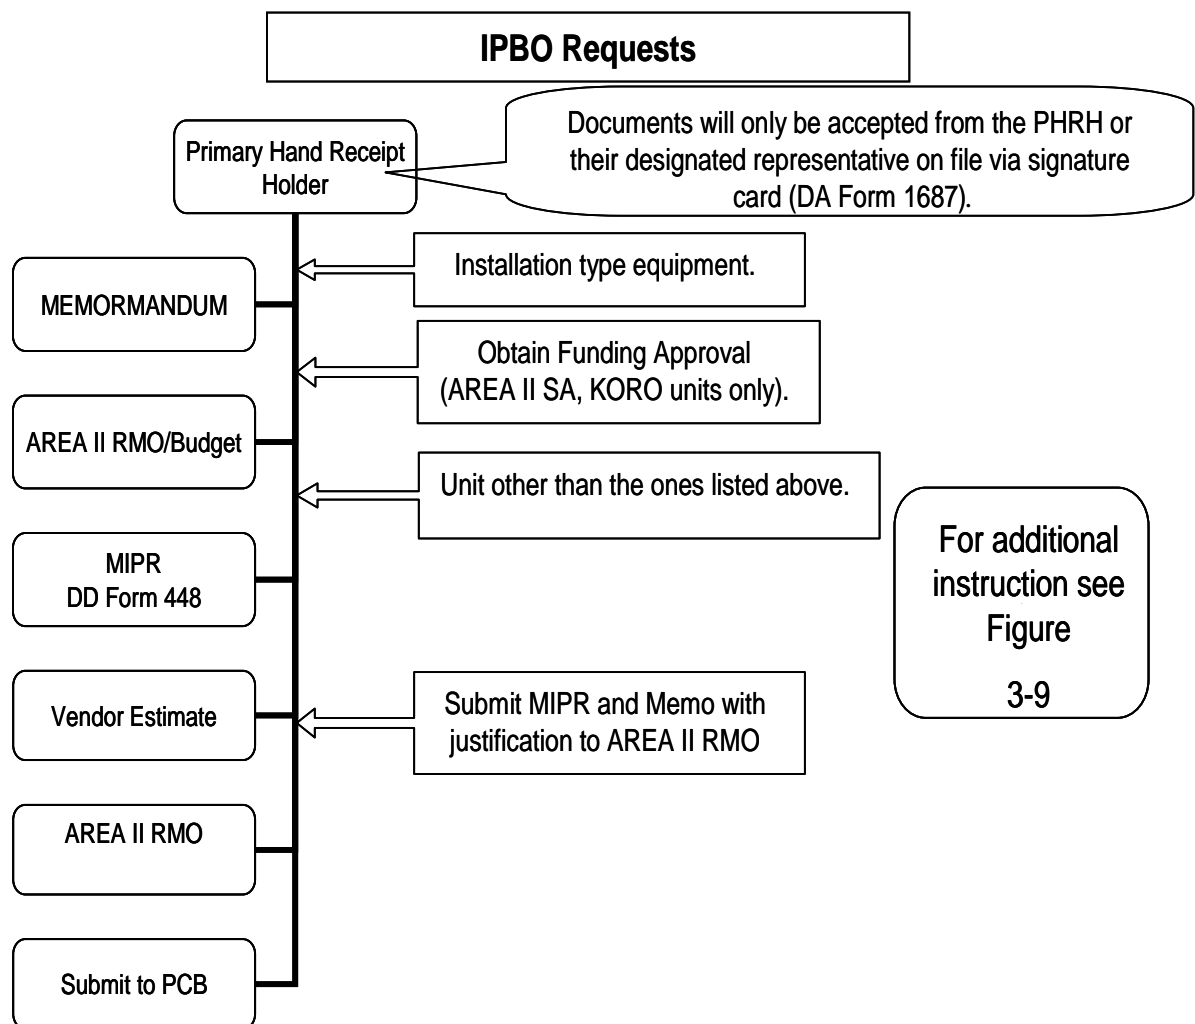 IPBO Requests
Documents will only be accepted from the PHRH or
their designated representative on file via signature
card (DA Form 1687).
Primary Hand Receipt
Holder
Installation type equipment.
MEMORMANDUM
Obtain Funding Approval
(AREA II SA, KORO units only).
AREA II RMO/Budget
Unit other than the ones listed above.
MIPR
DD Form 448
For additional
instruction see
Figure
3-9
Vendor Estimate
Submit MIPR and Memo with
justification to AREA II RMO
AREA II RMO
Submit to PCB